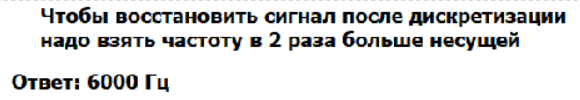 Чтобы восстановить сигнал после дискретизации
надо взять частоту в 2 раза больше несущей
Ответ: 6000 Гц